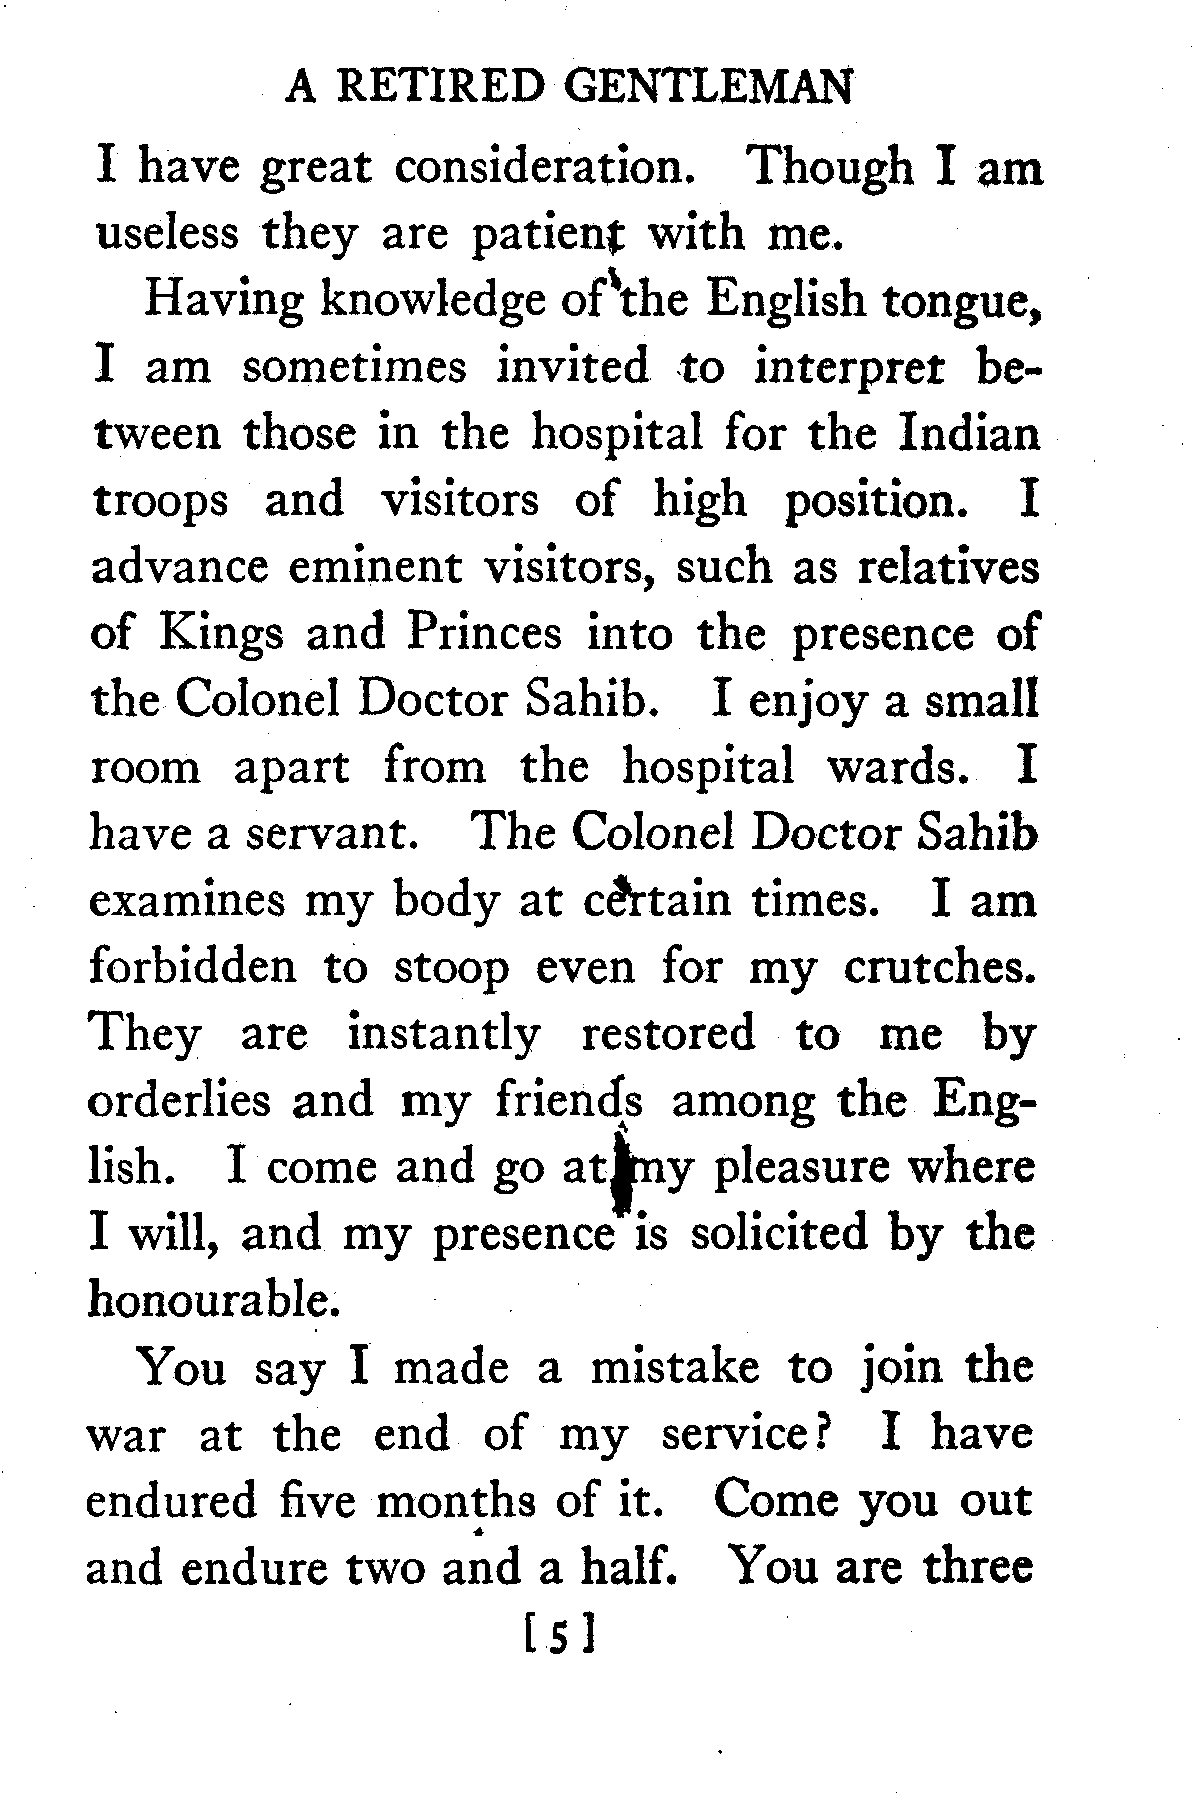 A RETIRED GENTLEMAN
I have great consideration. Though I am
useless they are patient with me.
Having knowledge of the English tongue,
I am sometimes invited to interpret be-
tween those in the hospital for the Indian
troops and visitors of high position. I
advance eminent visitors, such as relatives
of Kings and Princes into the presence of
the Colonel Doctor Sahib. I enjoy a small
room apart from the hospital wards. I
have a servant. The Colonel Doctor Sahib
examines my body at certain times. I am
forbidden to stoop even for my crutches.
They are instantly restored to me by
orderlies and my friends among the Eng-
lish. I come and go at my pleasure where
I will, and my presence is solicited by the
honourable.
You say I made a mistake to join the
war at the end of my service? I have
endured five months of it. Come you out
and endure two and a half. You are three
[5]